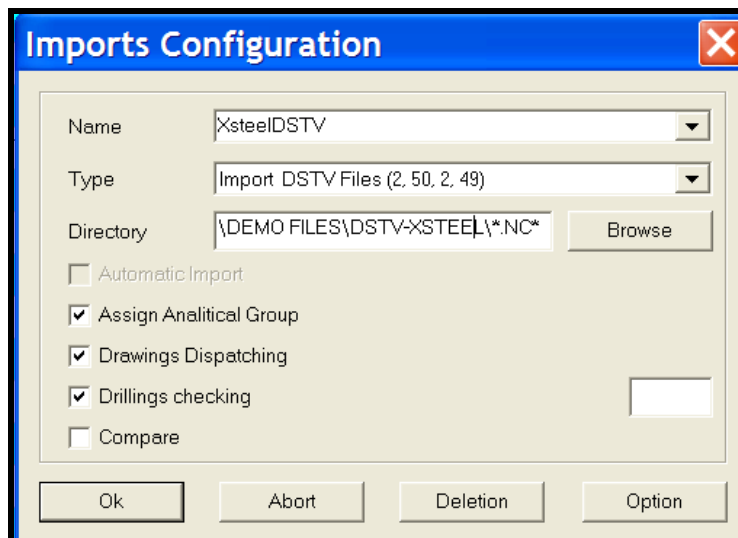 Imports Configuration
Name XsteelDSTV
Type Import DSTV Files (2, 50, 2, 49)
Directory \DEMO FILES\DSTV-XSTEEL\*.NC* Browse
Automatic Import
Assign Analitical Group
Drawings Dispatching
Drillings checking
Compare
Ok Abort Deletion Option